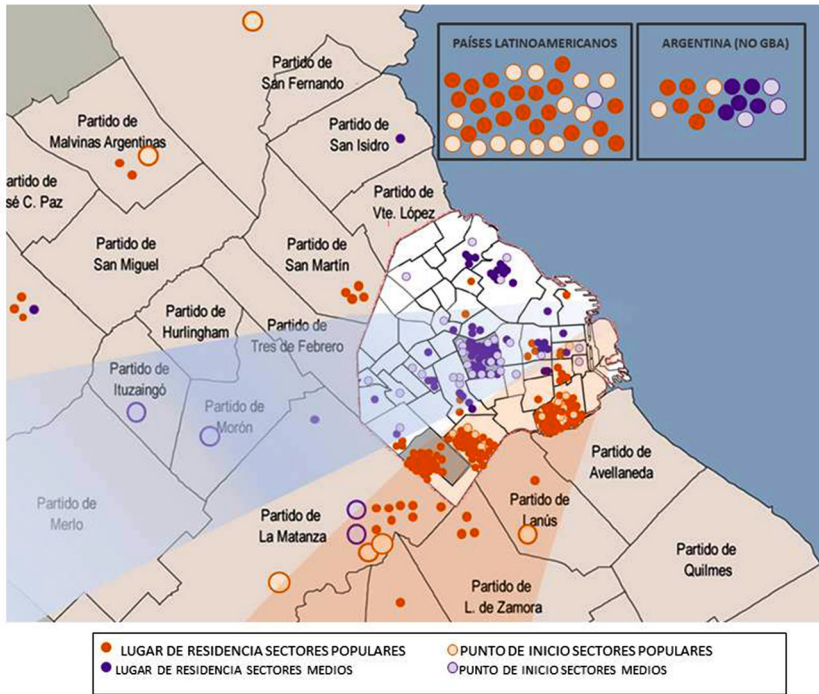 PAÍSES LATINOAMERICANOS
ARGENTINA (NO GBA)
Partido de
San Fernando
Partido de
Malvinas Argentinas
Partido de
San Isidro
artido de
sé C. Paz
Partido de
Vte. López
Partido de
San Miguel
Partido de
San Martín
Partido de
Hurlingham
Partido de
Tres de Febrero
Partido de
Ituzaingó
Partido de
Morón
Partido de
Merlo
Partido de
La Matanza
Partido de
Avellaneda
Partido de
Lanús
Partido de
Quilmes
Partido de
L. de Zamora
LUGAR DE RESIDENCIA SECTORES POPULARES
PUNTO DE INICIO SECTORES POPULARES
LUGAR DE RESIDENCIA SECTORES MEDIOS
PUNTO DE INICIO SECTORES MEDIOS